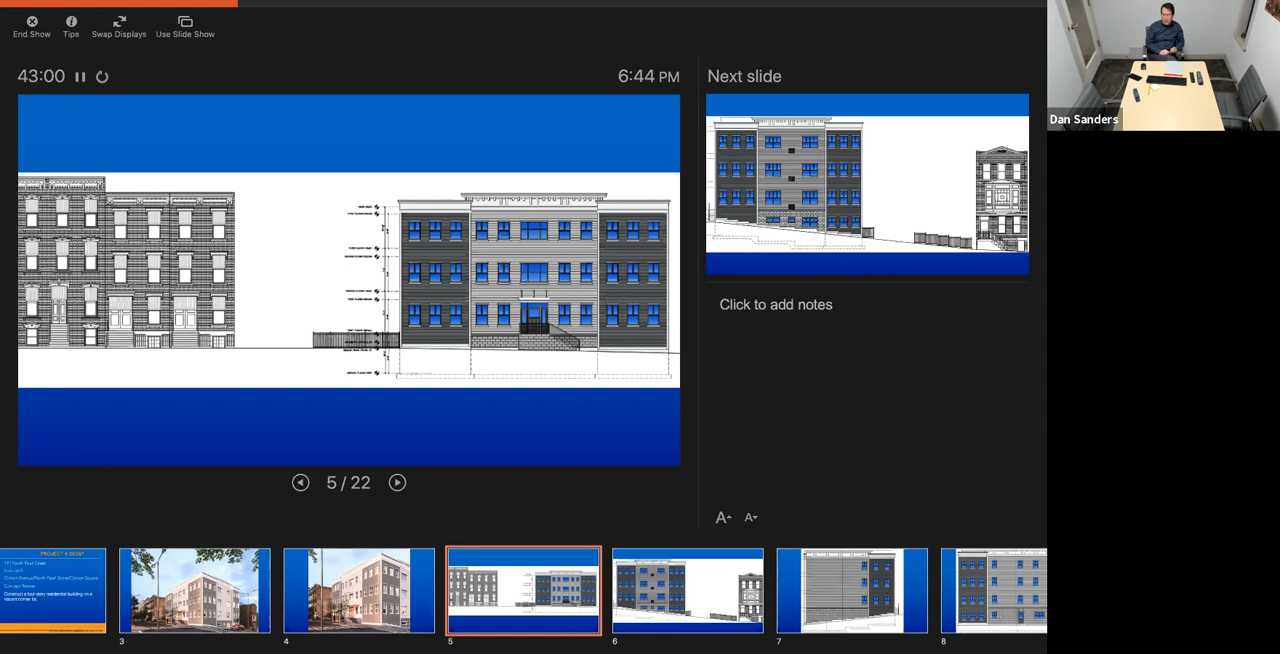 End Show
Tips
Swap Displays
Use Slide Show
43:00
6:44 PM
Next slide
Dan Sanders
Click to add notes
5 / 22
A
A
PROJECT 4 DESIGN
Construct a four-story residential building on a
vacant corner lot.
3
4
5
6
7
8